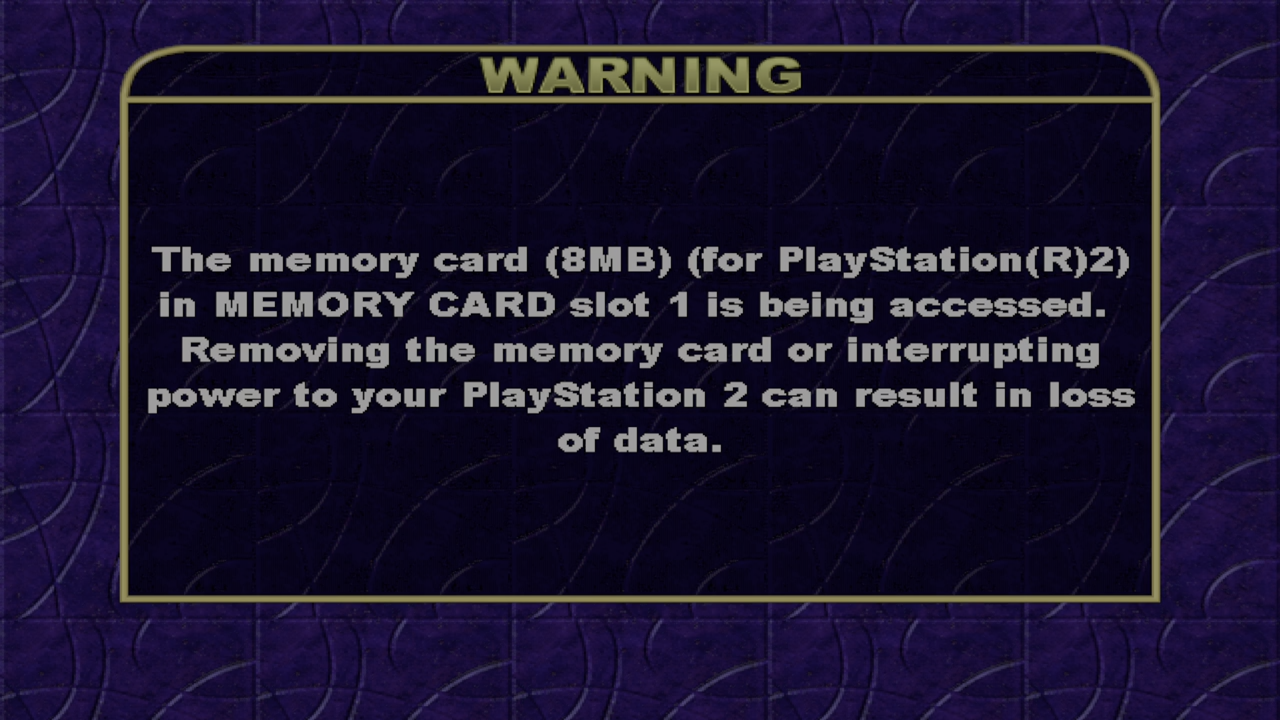 WARNING
The memory card (8MB) (for PlayStation(R)2)
in MEMORY CARD slot 1 is being accessed.
Removing the memory card or interrupting
power to your PlayStation 2 can result in loss
of data.